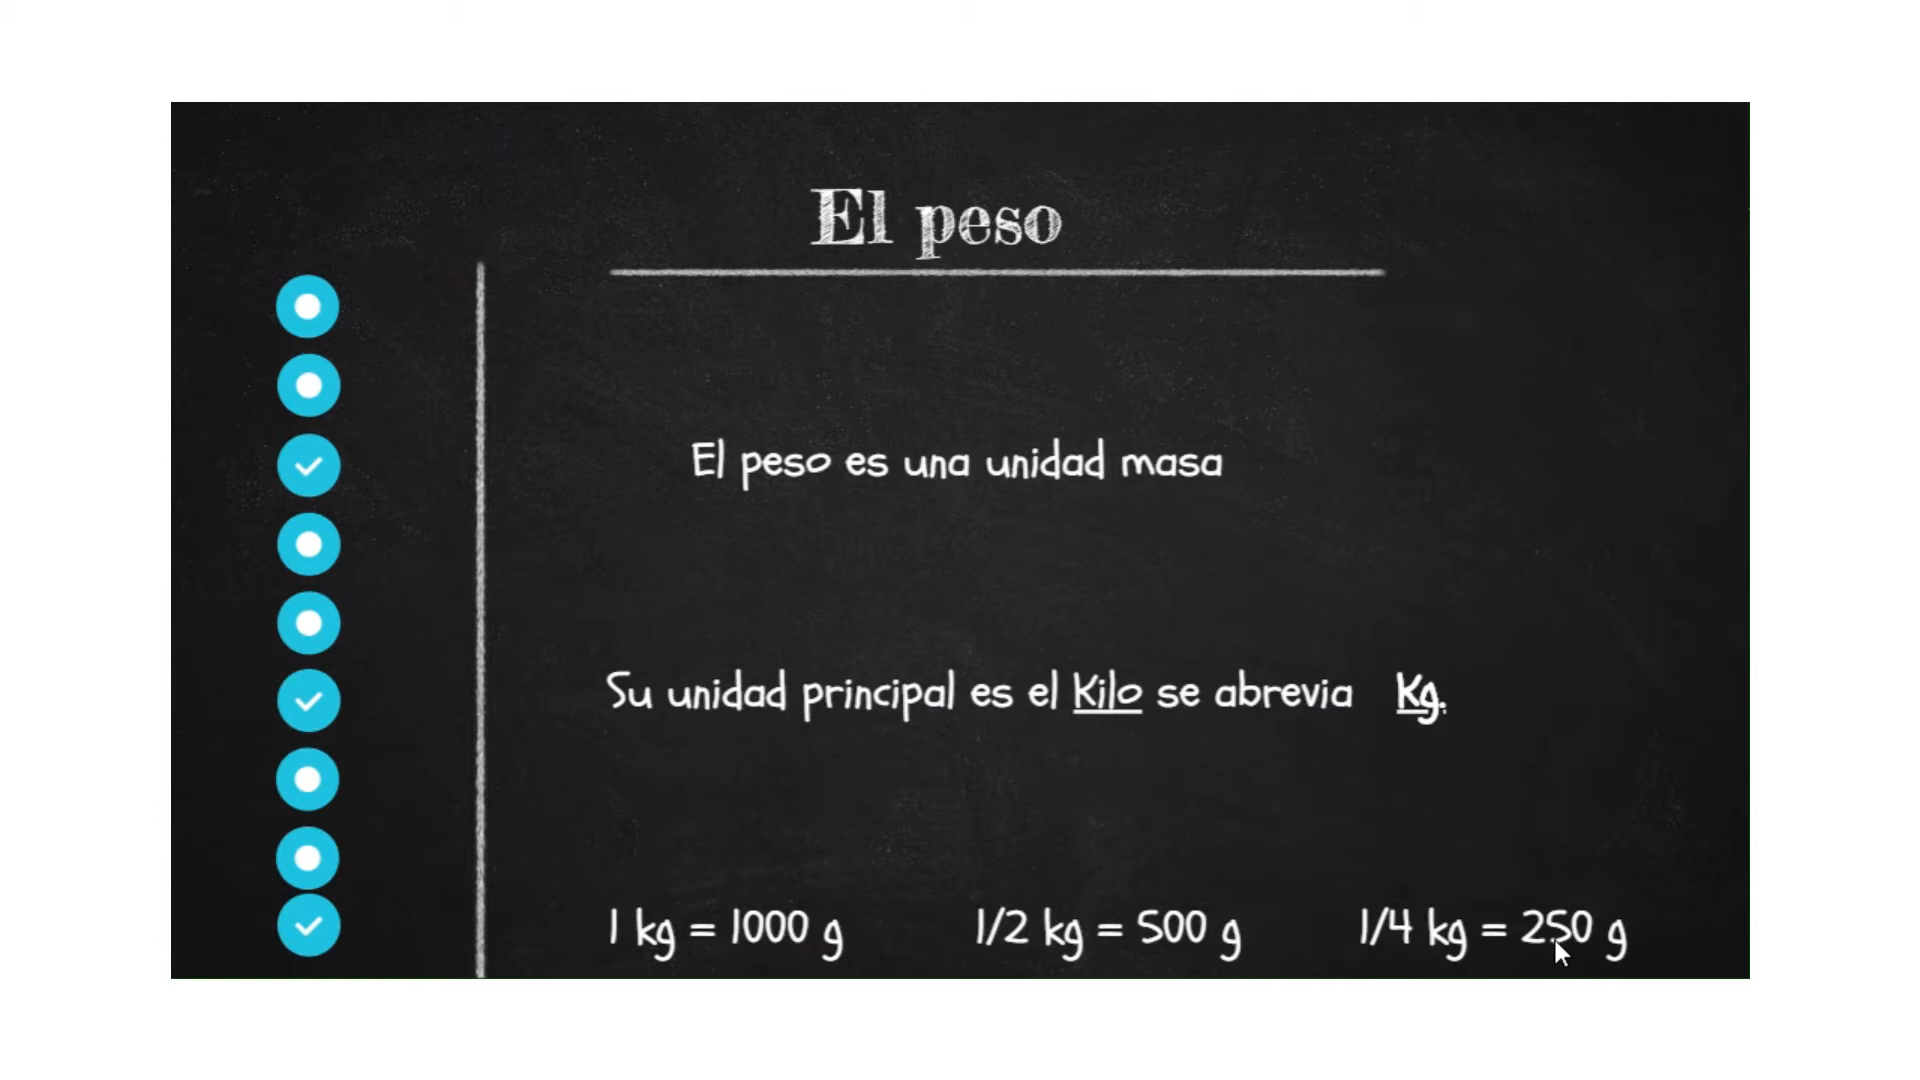 El peso
El peso es una unidad masa
Su unidad principal es el Kilo se abrevia Kg.
1 kg = 1000 g 1/2 kg = 500 g 1/4 kg = 250 g